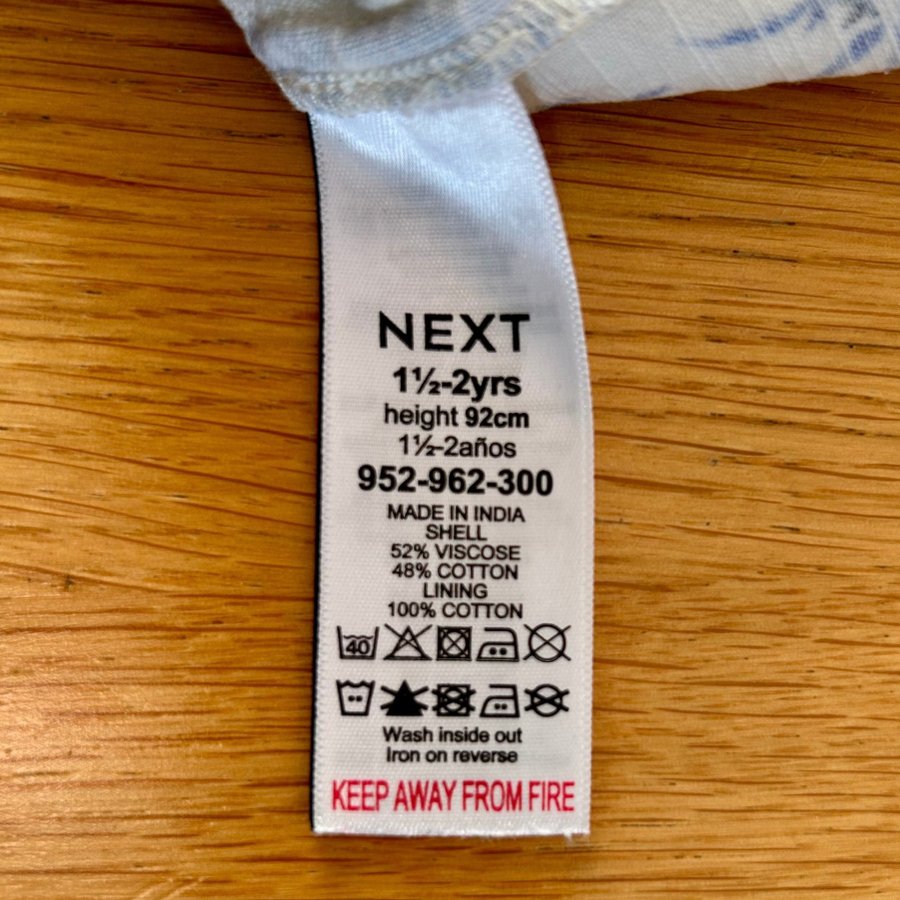 NEXT
1½-2yrs
height 92cm
1½-2años
952-962-300
MADE IN INDIA
SHELL
52% VISCOSE
48% COTTON
LINING
100% COTTON
40
Wash inside out
Iron on reverse
KEEP AWAY FROM FIRE